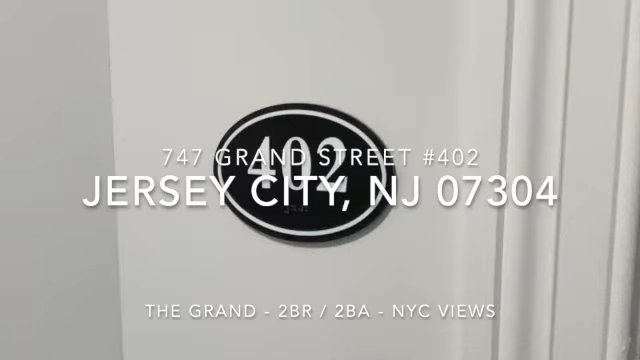 402
747 GRAND STREET #402
JERSEY CITY, NJ 07304
THE GRAND - 2BR / 2BA - NYC VIEWS